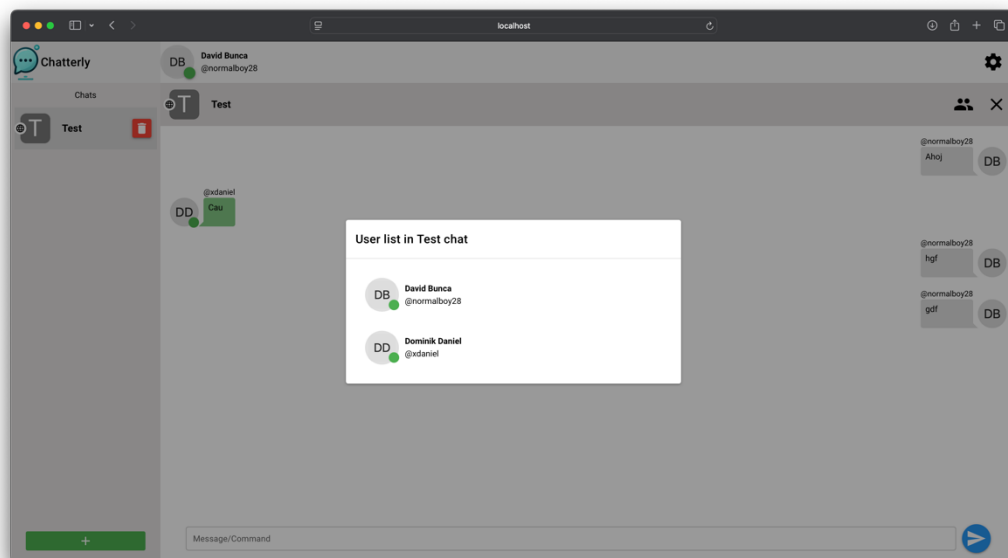 localhost
Chatterly
DB
David Bunca
@normalboy28
Chats
T
Test
T
Test
@normalboy28
Ahoj
DB
@xdaniel
DD
Cau
User list in Test chat
DB
David Bunca
@normalboy28
DD
Dominik Daniel
@xdaniel
@normalboy28
hgf
DB
@normalboy28
gdf
DB
+
Message/Command